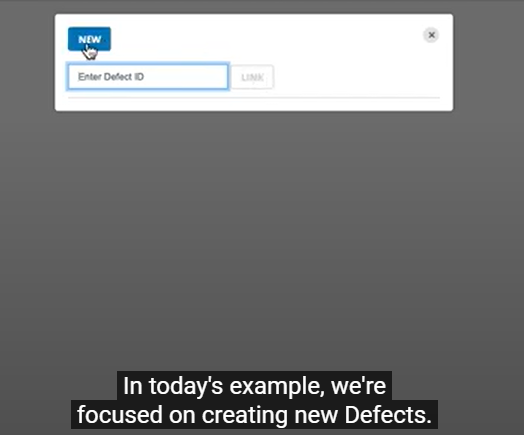 NEW
Enter Defect ID
LINK
In today's example, we're
focused on creating new Defects.